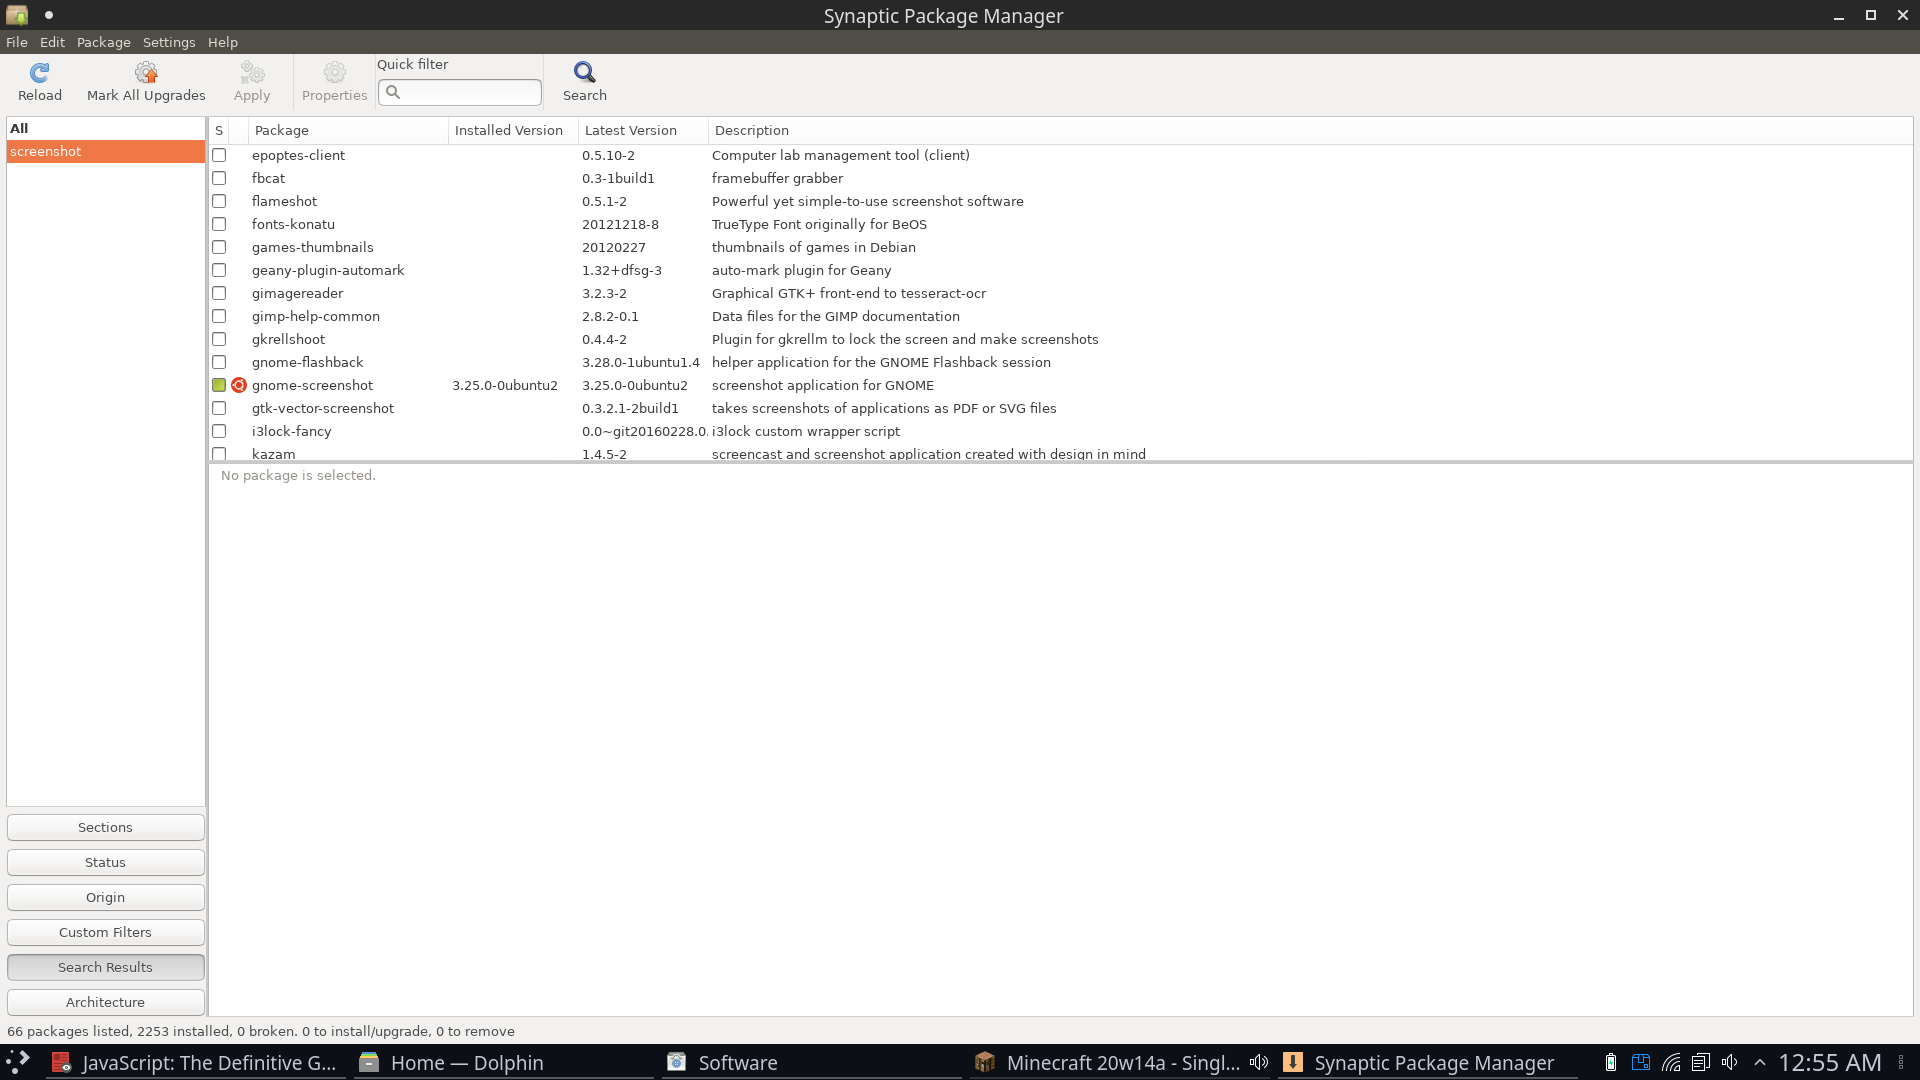 Synaptic Package Manager
File Edit Package Settings Help
Reload Mark All Upgrades Apply Properties Quick filter Search
All
screenshot
S Package Installed Version Latest Version Description
epoptes-client 0.5.10-2 Computer lab management tool (client)
fbcat 0.3-1build1 framebuffer grabber
flameshot 0.5.1-2 Powerful yet simple-to-use screenshot software
fonts-konatu 20121218-8 TrueType Font originally for BeOS
games-thumbnails 20120227 thumbnails of games in Debian
geany-plugin-automark 1.32+dfsg-3 auto-mark plugin for Geany
gimagereader 3.2.3-2 Graphical GTK+ front-end to tesseract-ocr
gimp-help-common 2.8.2-0.1 Data files for the GIMP documentation
gkrellshoot 0.4.4-2 Plugin for gkrellm to lock the screen and make screenshots
gnome-flashback 3.28.0-1ubuntu1.4 helper application for the GNOME Flashback session
gnome-screenshot 3.25.0-0ubuntu2 3.25.0-0ubuntu2 screenshot application for GNOME
gtk-vector-screenshot 0.3.2.1-2build1 takes screenshots of applications as PDF or SVG files
i3lock-fancy 0.0~git20160228.0. i3lock custom wrapper script
kazam 1.4.5-2 screencast and screenshot application created with design in mind
No package is selected.
Sections
Status
Origin
Custom Filters
Search Results
Architecture
66 packages listed, 2253 installed, 0 broken. 0 to install/upgrade, 0 to remove
JavaScript: The Definitive G... Home — Dolphin Software Minecraft 20w14a - Singl... Synaptic Package Manager 12:55 AM